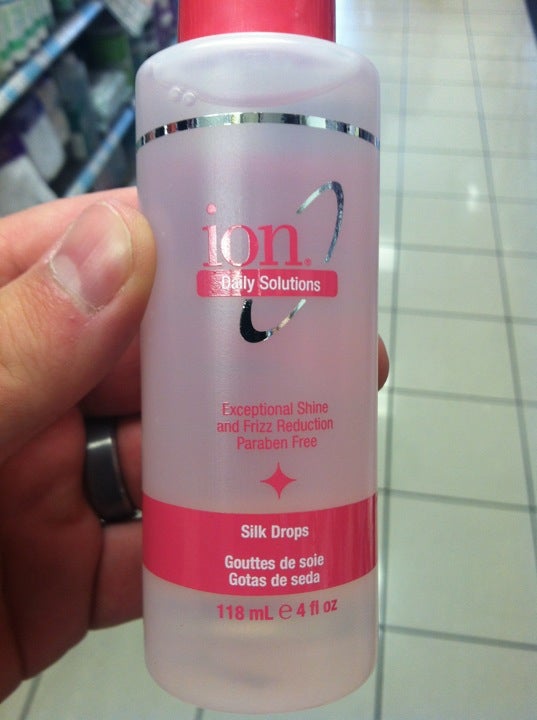 ion®
Daily Solutions
Exceptional Shine
and Frizz Reduction
Paraben Free
Silk Drops
Gouttes de soie
Gotas de seda
118 mL ℮ 4 fl oz